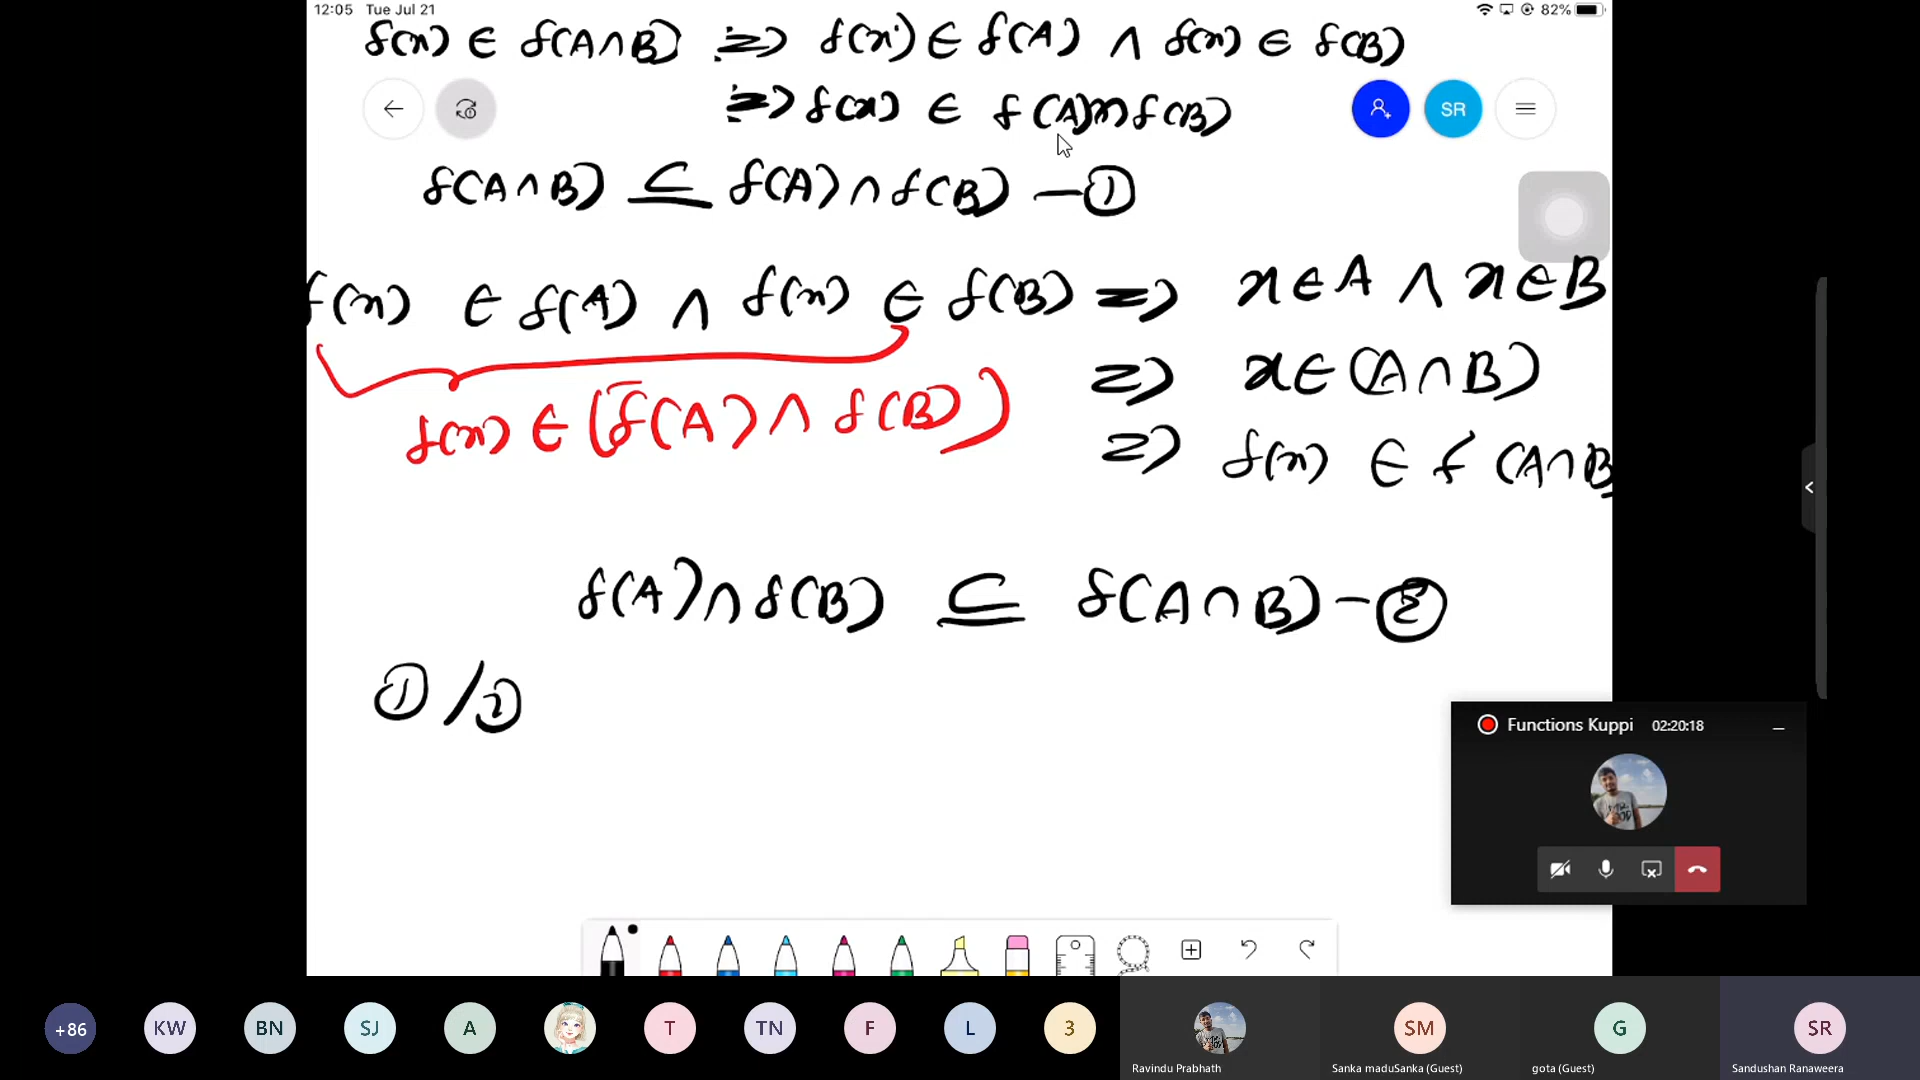 12:05 Tue Jul 21 82%
f(x) ∈ f(A∩B) => f(x) ∈ f(A) ∧ f(x) ∈ f(B)
=> f(x) ∈ f(A)∩f(B)
SR
f(A∩B) ⊆ f(A)∩f(B) — ①
f(x) ∈ f(A) ∧ f(x) ∈ f(B) => x∈A ∧ x∈B
=> x∈(A∩B)
f(x) ∈ (f(A) ∩ f(B))
=> f(x) ∈ f(A∩B
f(A)∩f(B) ⊆ f(A∩B) — ②
① / ②
Functions Kuppi 02:20:18
+86 KW BN SJ A T TN F L 3 SM G SR
Ravindu Prabhath Sanka maduSanka (Guest) gota (Guest) Sandushan Ranaweera